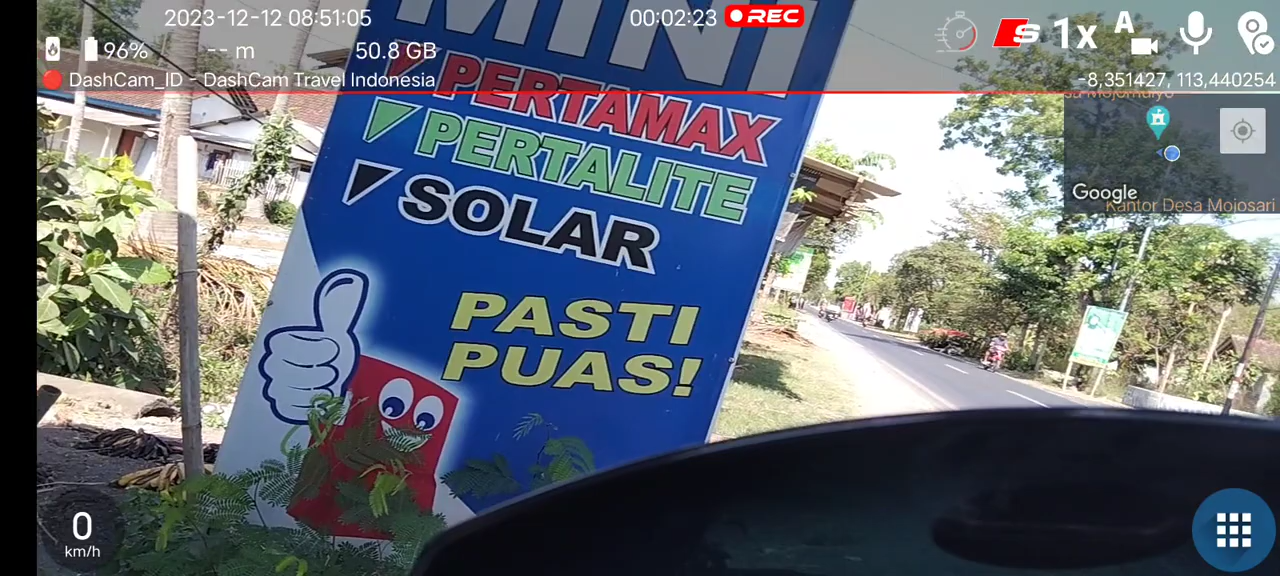 2023-12-12 08:51:05
00:02:23
REC
S
1x
A
96%
-- m
50.8 GB
DashCam_ID - DashCam Travel Indonesia
-8,351427, 113,440254
MINI
PERTAMAX
PERTALITE
SOLAR
PASTI
PUAS!
Google
Kantor Desa Mojosari
0
km/h